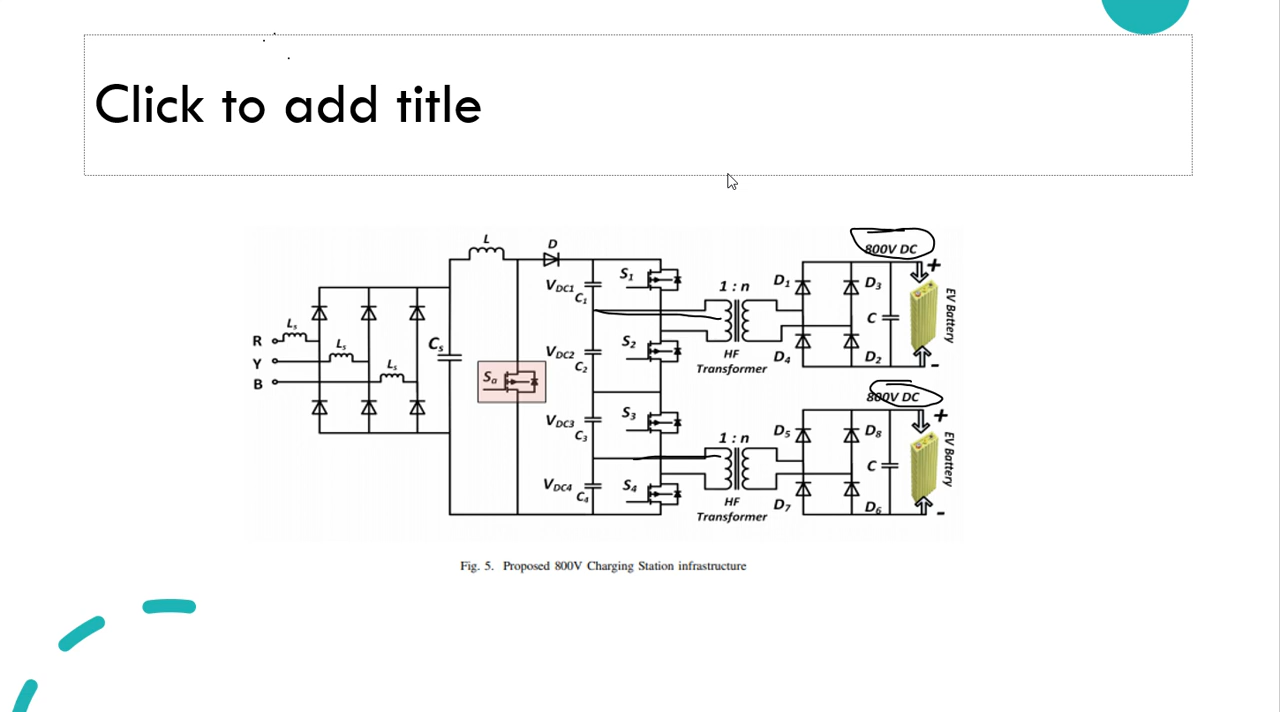 Click to add title
800V DC
L
D
S1
VDC1
C1
1 : n
D1
D3
C
EV Battery
+
Ls
R
Ls
Y
Ls
B
Cs
VDC2
C2
S2
HF
Transformer
D4
D2
-
Sa
800V DC
S3
VDC3
C3
1 : n
D5
D8
C
EV Battery
+
VDC4
C4
S4
HF
Transformer
D7
D6
-
Fig. 5. Proposed 800V Charging Station infrastructure